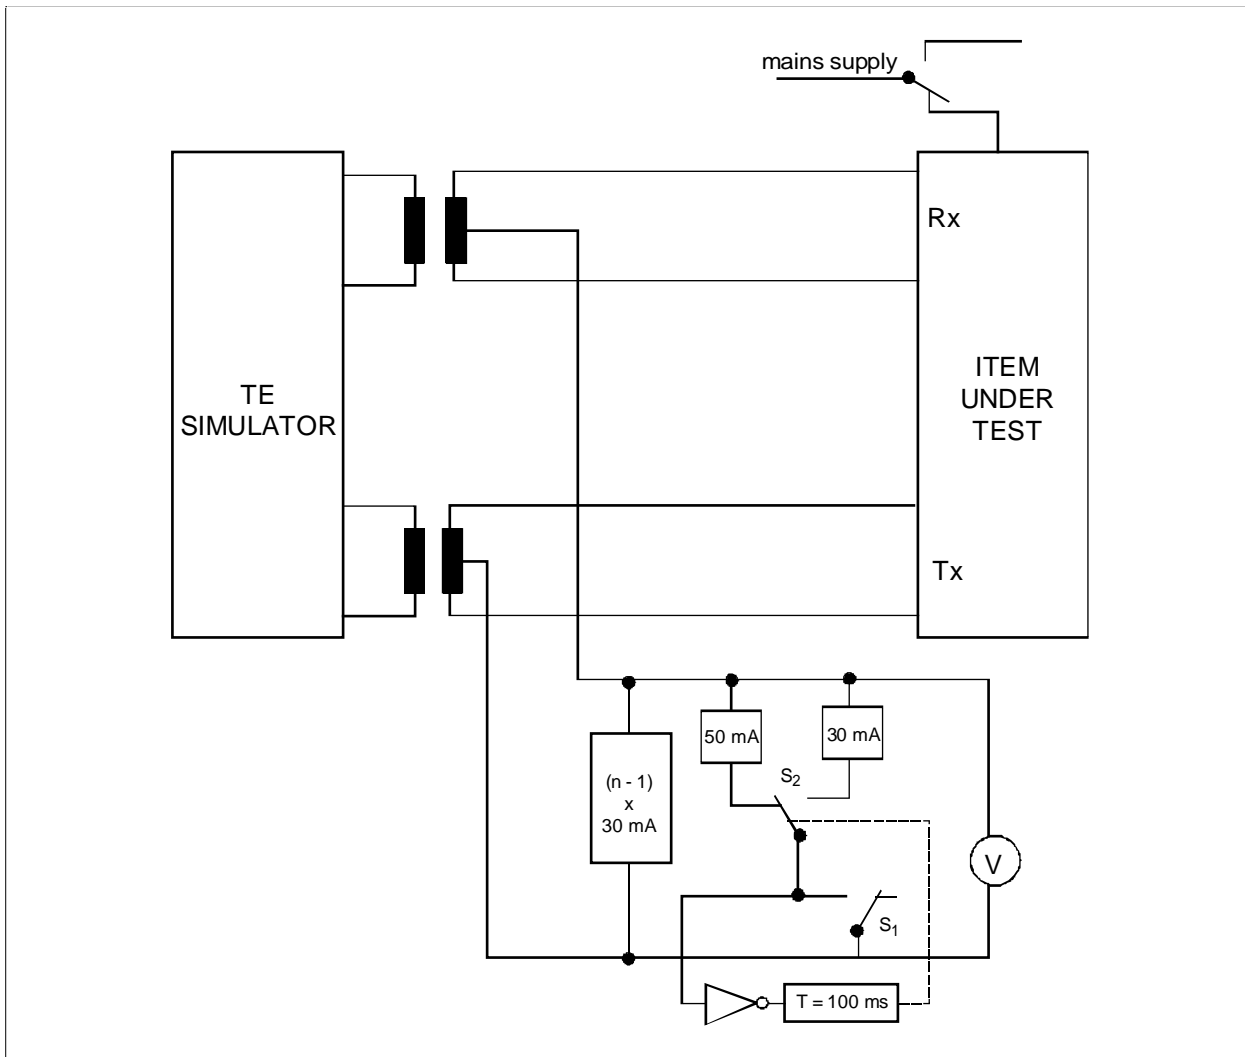 mains supply
Rx
ITEM
UNDER
TEST
TE
SIMULATOR
Tx
50 mA
30 mA
S2
(n - 1)
x
30 mA
V
S1
T = 100 ms